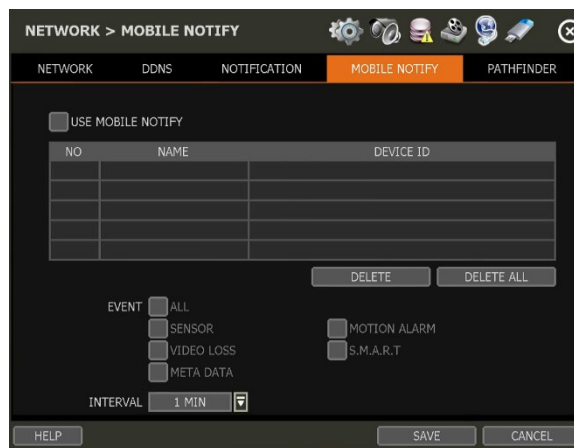 NETWORK > MOBILE NOTIFY
NETWORK DDNS NOTIFICATION MOBILE NOTIFY PATHFINDER
USE MOBILE NOTIFY
NO NAME DEVICE ID
DELETE DELETE ALL
EVENT ALL
SENSOR MOTION ALARM
VIDEO LOSS S.M.A.R.T
META DATA
INTERVAL 1 MIN
HELP SAVE CANCEL